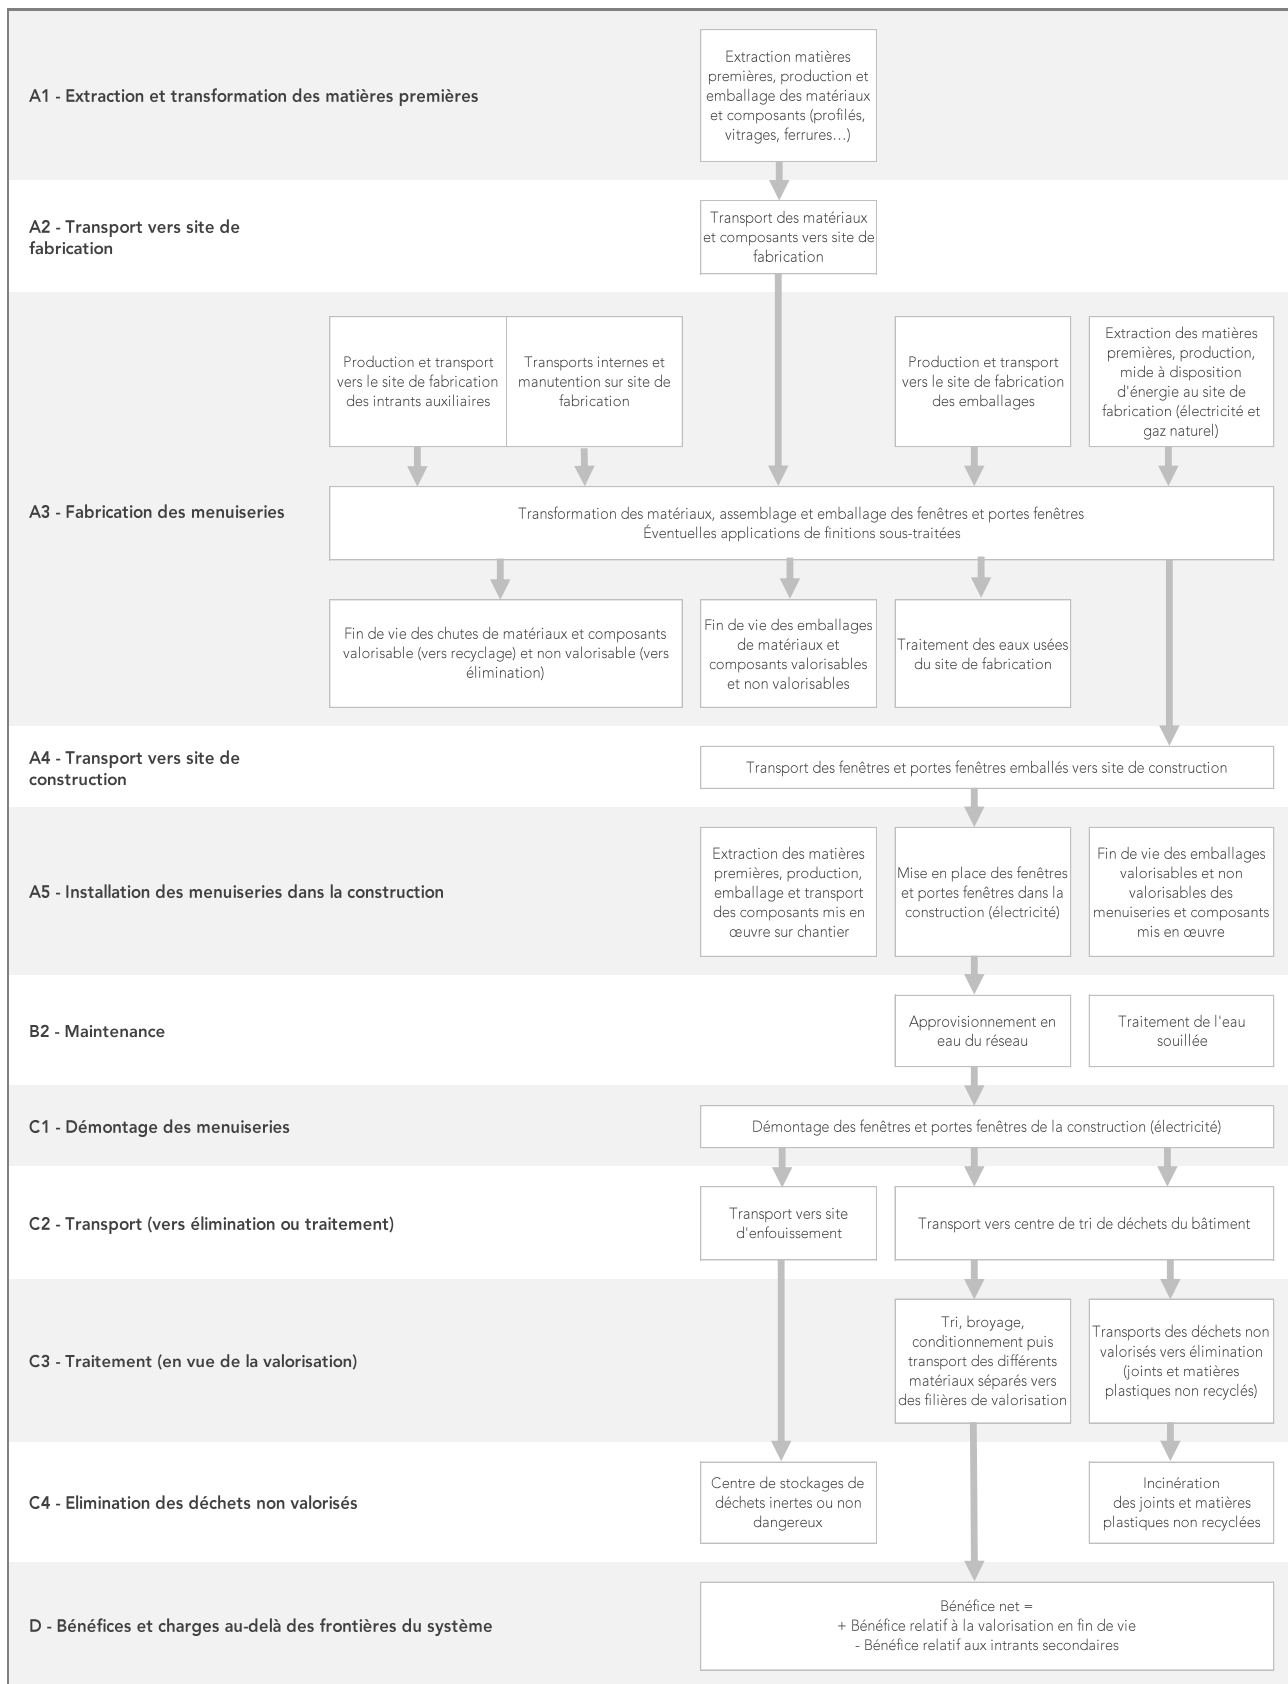 A1 - Extraction et transformation des matières premières
Extraction matières
premières, production et
emballage des matériaux
et composants (profilés,
vitrages, ferrures...)
A2 - Transport vers site de
fabrication
Transport des matériaux
et composants vers site de
fabrication
Production et transport
vers le site de fabrication
des intrants auxiliaires
Transports internes et
manutention sur site de
fabrication
Production et transport
vers le site de fabrication
des emballages
Extraction des matières
premières, production,
mide à disposition
d'énergie au site de
fabrication (électricité et
gaz naturel)
A3 - Fabrication des menuiseries
Transformation des matériaux, assemblage et emballage des fenêtres et portes fenêtres
Éventuelles applications de finitions sous-traitées
Fin de vie des chutes de matériaux et composants
valorisable (vers recyclage) et non valorisable (vers
élimination)
Fin de vie des emballages
de matériaux et
composants valorisables
et non valorisables
Traitement des eaux usées
du site de fabrication
A4 - Transport vers site de
construction
Transport des fenêtres et portes fenêtres emballés vers site de construction
A5 - Installation des menuiseries dans la construction
Extraction des matières
premières, production,
emballage et transport
des composants mis en
œuvre sur chantier
Mise en place des fenêtres
et portes fenêtres dans la
construction (électricité)
Fin de vie des emballages
valorisables et non
valorisables des
menuiseries et composants
mis en œuvre
B2 - Maintenance
Approvisionnement en
eau du réseau
Traitement de l'eau
souillée
C1 - Démontage des menuiseries
Démontage des fenêtres et portes fenêtres de la construction (électricité)
C2 - Transport (vers élimination ou traitement)
Transport vers site
d'enfouissement
Transport vers centre de tri de déchets du bâtiment
C3 - Traitement (en vue de la valorisation)
Tri, broyage,
conditionnement puis
transport des différents
matériaux séparés vers
des filières de valorisation
Transports des déchets non
valorisés vers élimination
(joints et matières
plastiques non recyclés)
C4 - Elimination des déchets non valorisés
Centre de stockages de
déchets inertes ou non
dangereux
Incinération
des joints et matières
plastiques non recyclées
D - Bénéfices et charges au-delà des frontières du système
Bénéfice net =
+ Bénéfice relatif à la valorisation en fin de vie
- Bénéfice relatif aux intrants secondaires